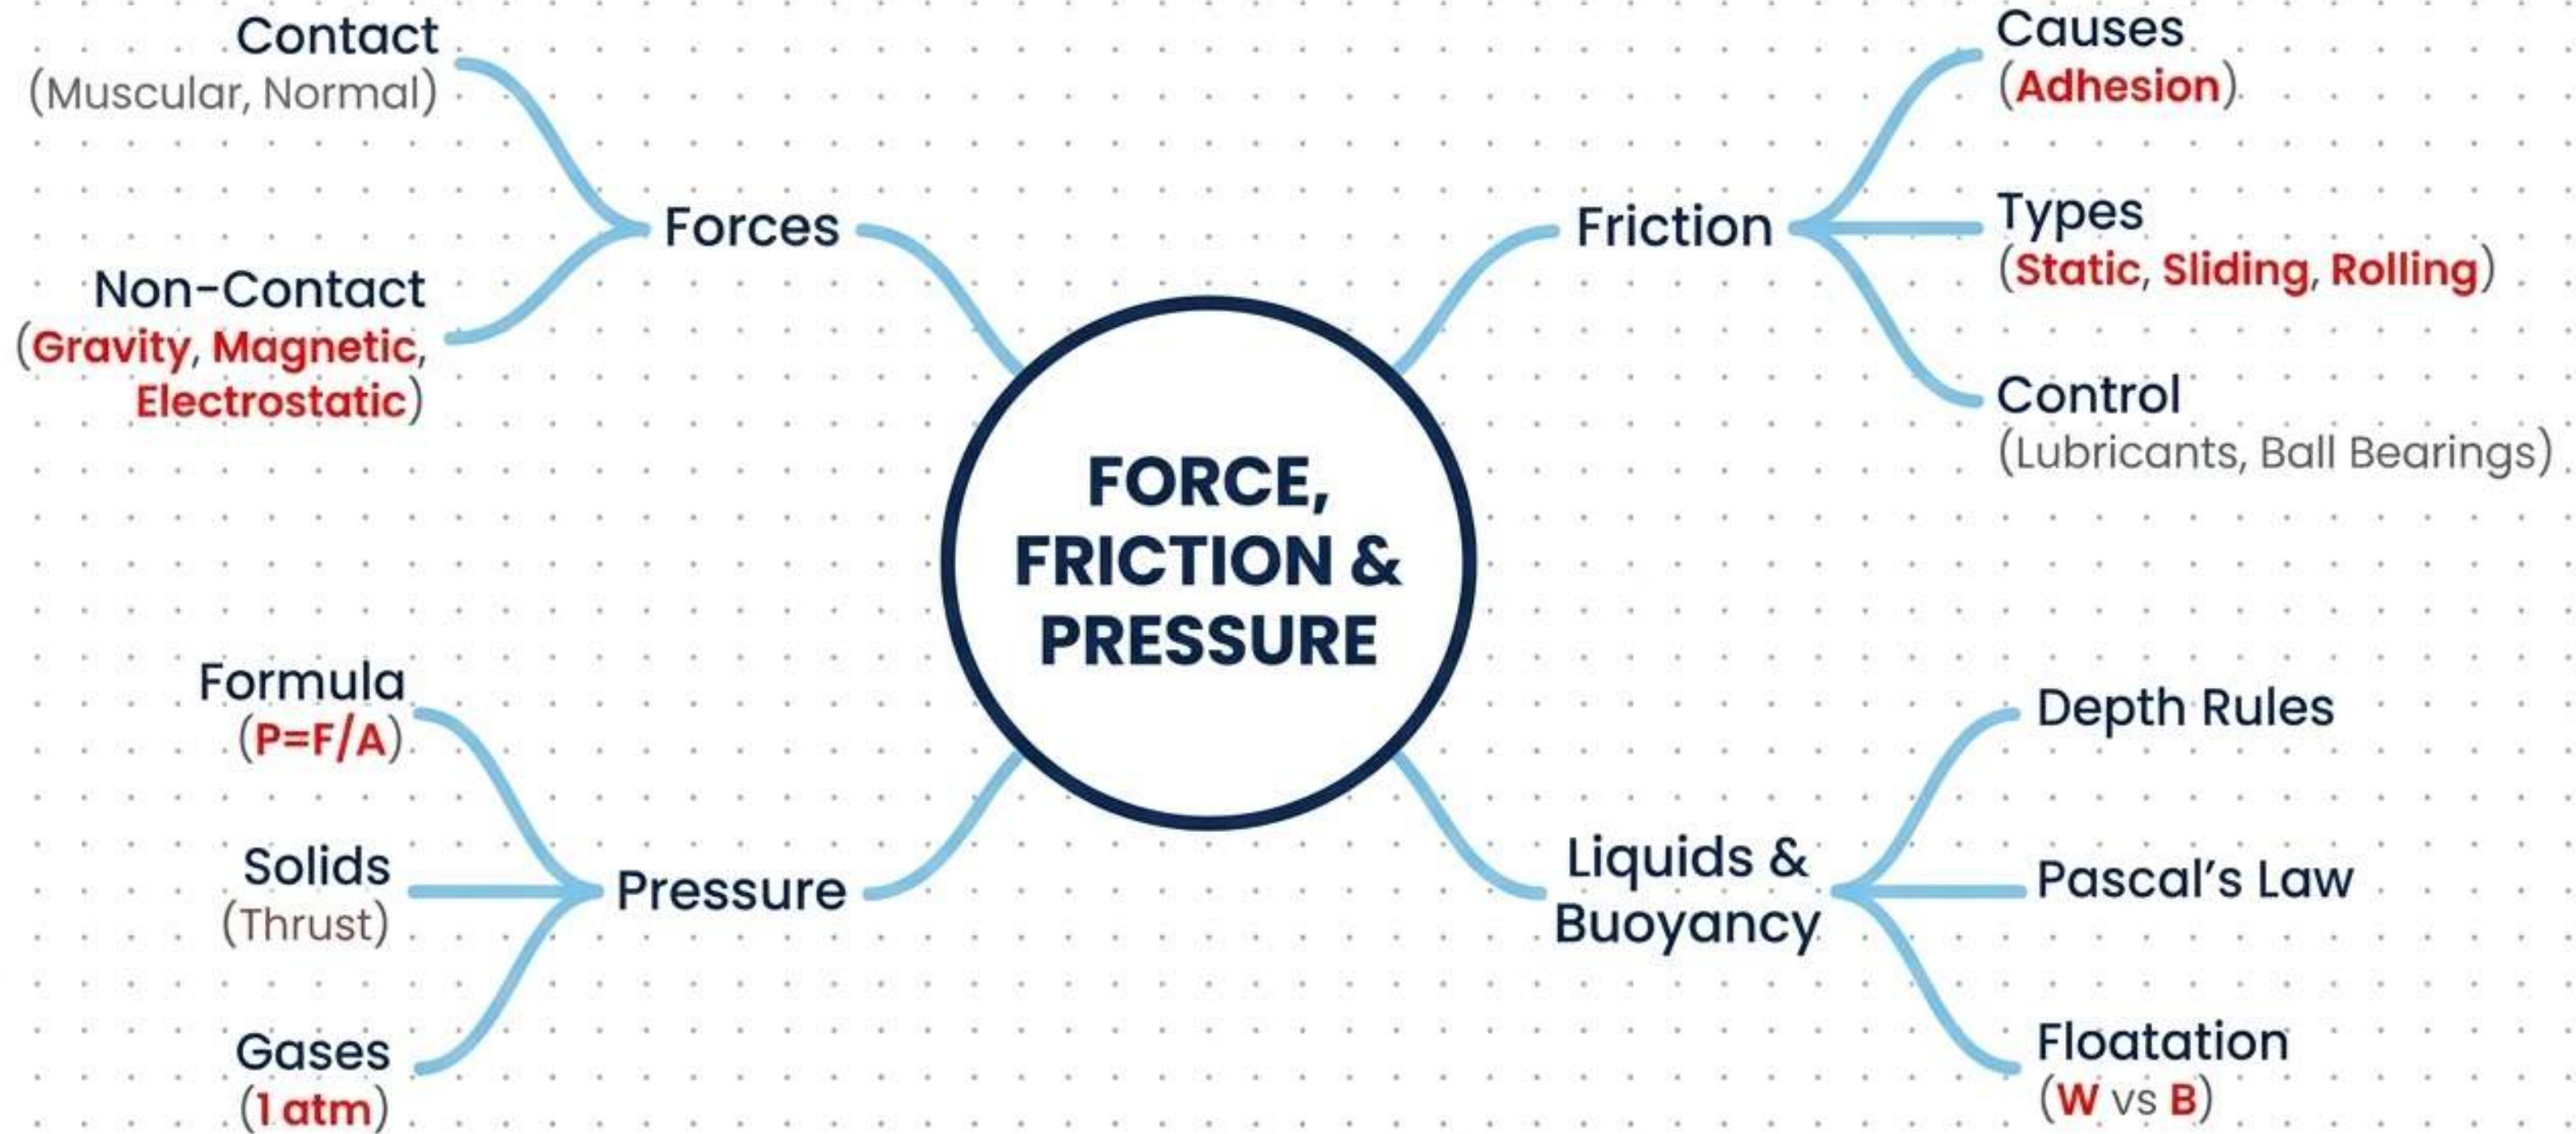 Contact
(Muscular, Normal)
Forces
Non-Contact
(Gravity, Magnetic,
Electrostatic)
Causes
(Adhesion)
Friction
Types
(Static, Sliding, Rolling)
Control
(Lubricants, Ball Bearings)
FORCE,
FRICTION &
PRESSURE
Formula
(P=F/A)
Solids
(Thrust)
Pressure
Gases
(1 atm)
Liquids &
Buoyancy
Depth Rules
Pascal's Law
Floatation
(W vs B)